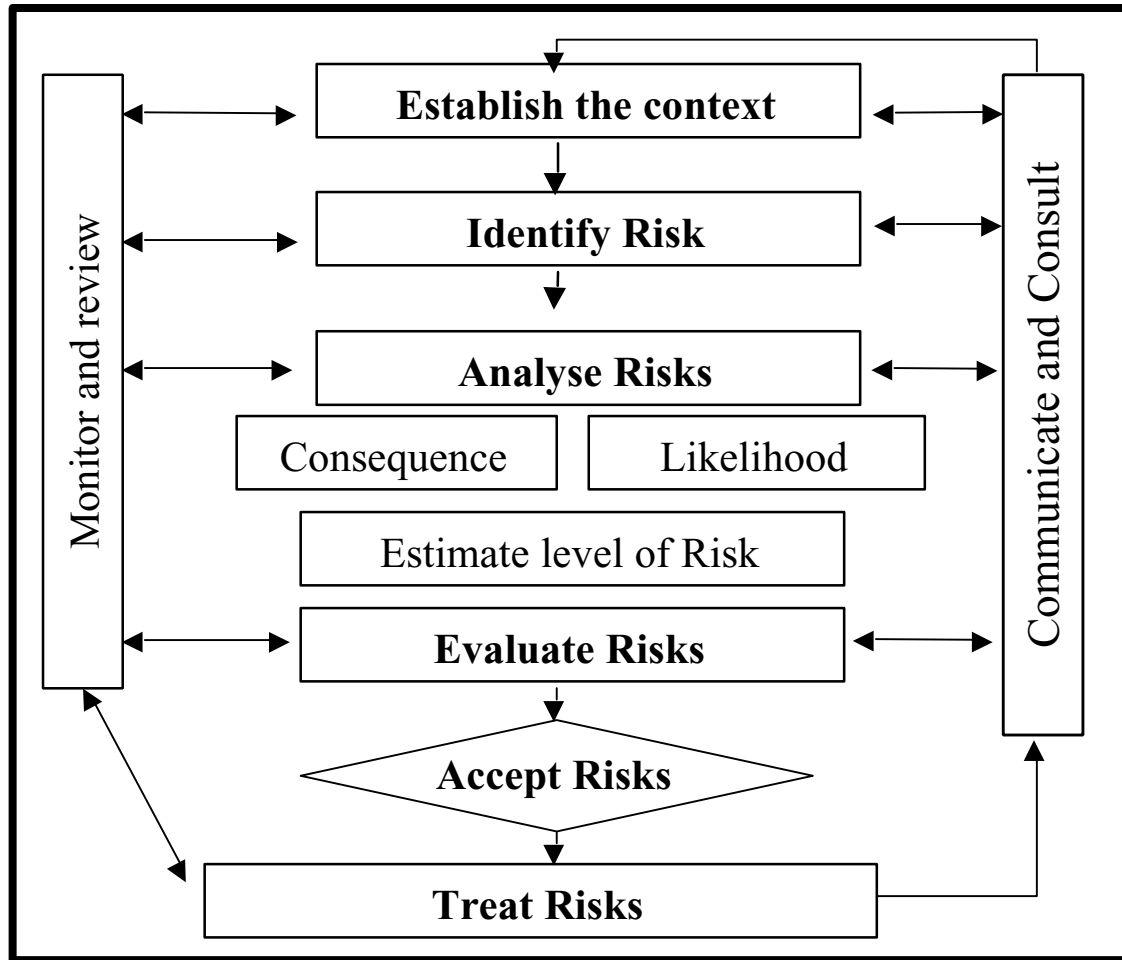 Establish the context
Identify Risk
Analyse Risks
Consequence
Likelihood
Estimate level of Risk
Evaluate Risks
Accept Risks
Treat Risks
Monitor and review
Communicate and Consult